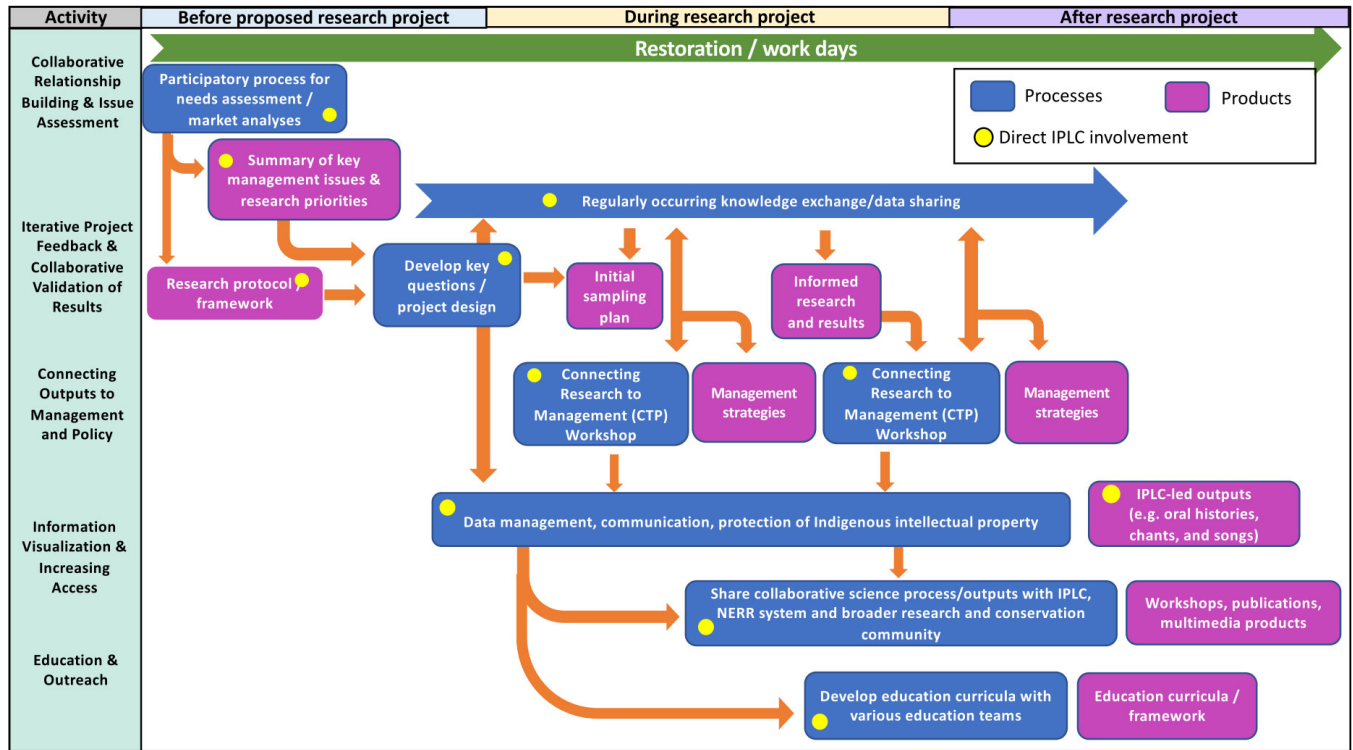 Activity
Before proposed research project
During research project
After research project
Restoration / work days
Collaborative
Relationship
Building & Issue
Assessment
Participatory process for
needs assessment /
market analyses
Processes
Products
Direct IPLC involvement
Summary of key
management issues &
research priorities
Regularly occurring knowledge exchange/data sharing
Iterative Project
Feedback &
Collaborative
Validation of
Results
Research protocol /
framework
Develop key
questions /
project design
Initial
sampling
plan
Informed
research
and results
Connecting
Outputs to
Management
and Policy
Connecting
Research to
Management (CTP)
Workshop
Management
strategies
Connecting
Research to
Management (CTP)
Workshop
Management
strategies
Information
Visualization &
Increasing
Access
Data management, communication, protection of Indigenous intellectual property
IPLC-led outputs
(e.g. oral histories,
chants, and songs)
Share collaborative science process/outputs with IPLC,
NERR system and broader research and conservation
community
Workshops, publications,
multimedia products
Education &
Outreach
Develop education curricula with
various education teams
Education curricula /
framework